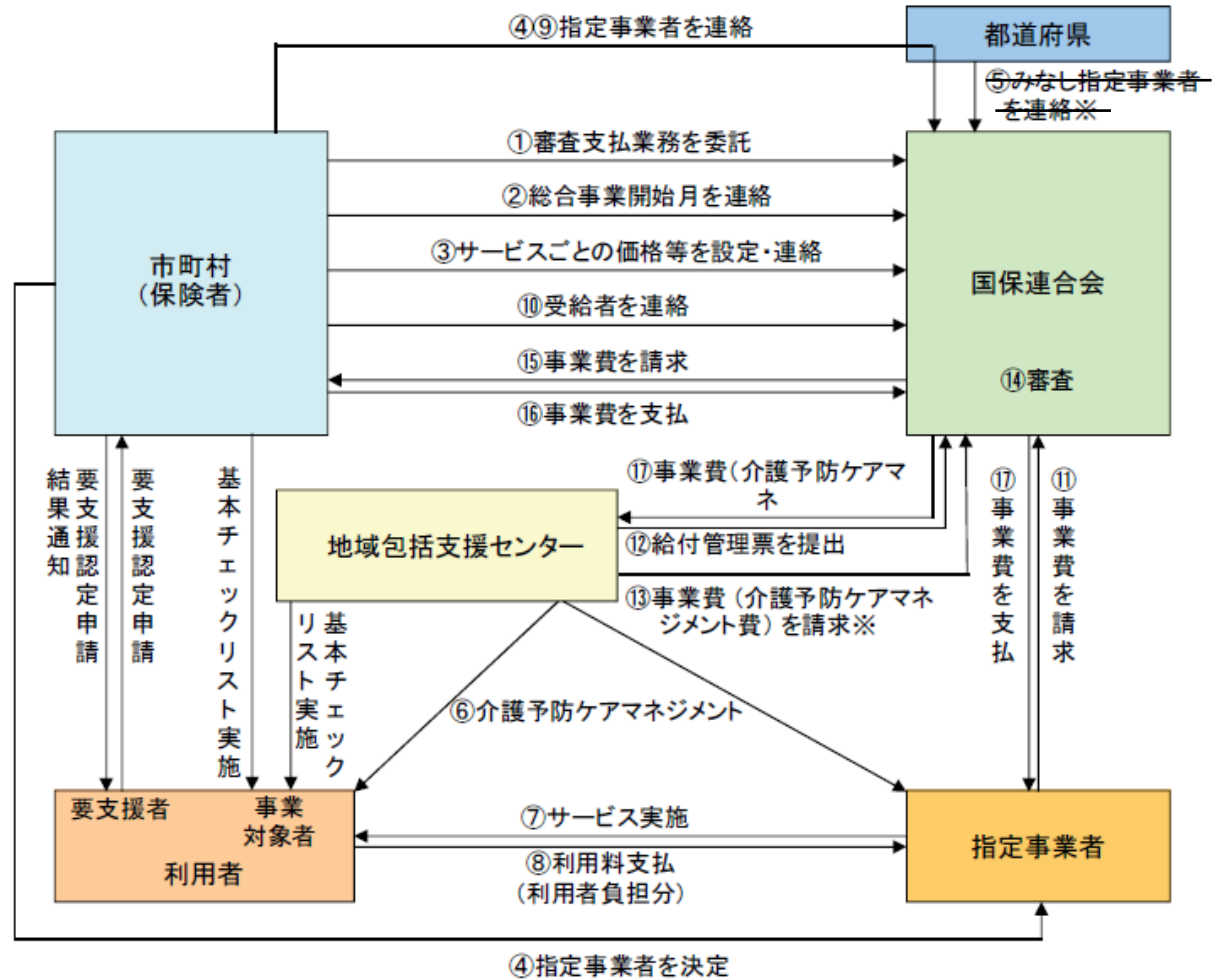 ④⑨指定事業者を連絡
都道府県
⑤みなし指定事業者
を連絡※
①審査支払業務を委託
②総合事業開始月を連絡
③サービスごとの価格等を設定・連絡
市町村
（保険者）
国保連合会
⑩受給者を連絡
⑮事業費を請求
⑭審査
⑯事業費を支払
要支援認定申請
結果通知
要支援認定申請
基本チェックリスト実施
⑰事業費（介護予防ケアマ
ネ
地域包括支援センター
⑫給付管理票を提出
⑬事業費（介護予防ケアマネ
ジメント費）を請求※
⑰事業費を支払
⑪事業費を請求
基本チェック
リスト実施
⑥介護予防ケアマネジメント
要支援者
事業
対象者
利用者
⑦サービス実施
⑧利用料支払
（利用者負担分）
指定事業者
④指定事業者を決定